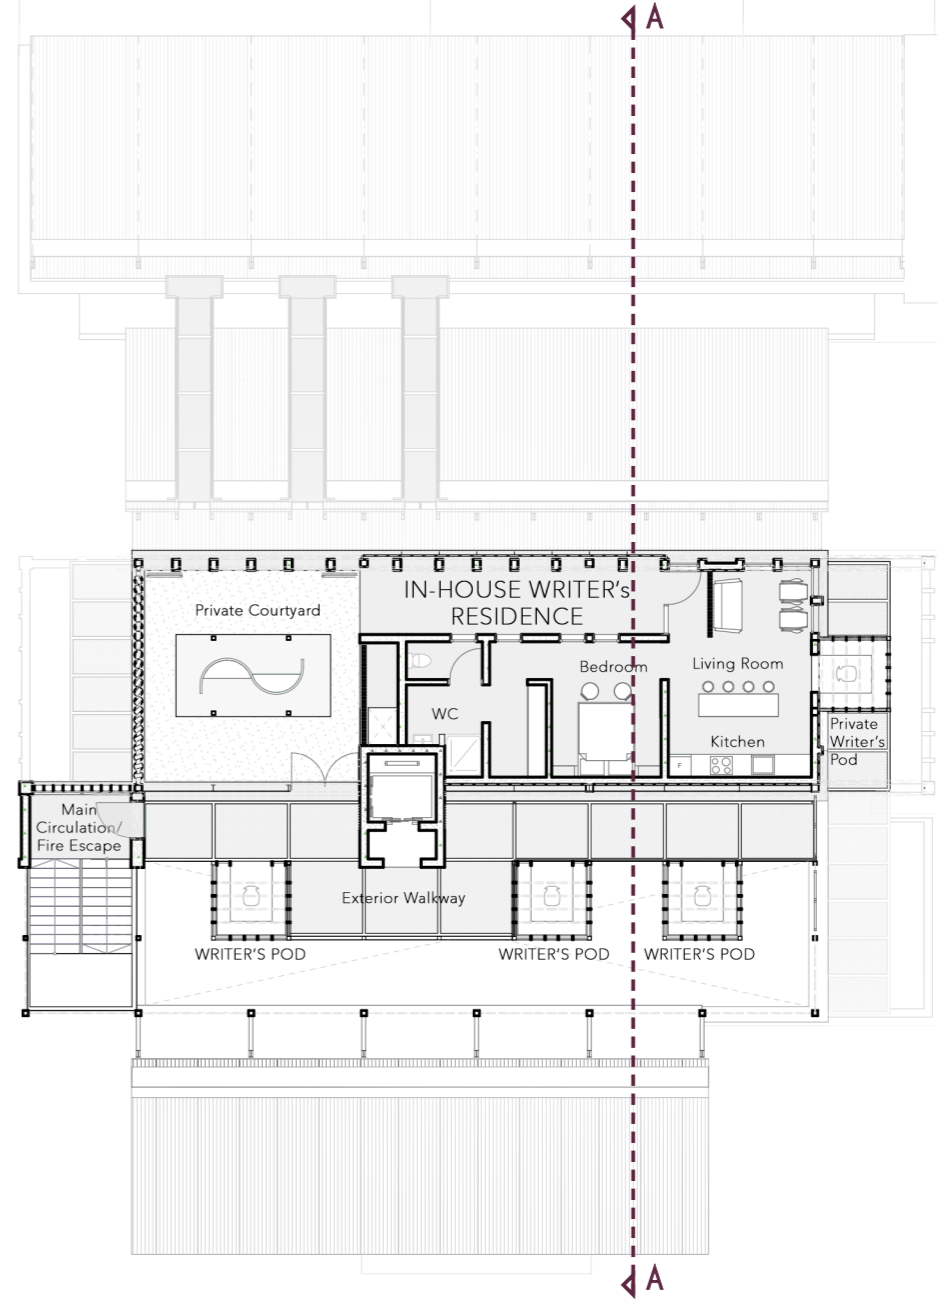 A
IN-HOUSE WRITER's
RESIDENCE
Private Courtyard
Bedroom
Living Room
WC
Kitchen
F
Private
Writer's
Pod
Main
Circulation/
Fire Escape
Exterior Walkway
WRITER'S POD
WRITER'S POD
WRITER'S POD
A